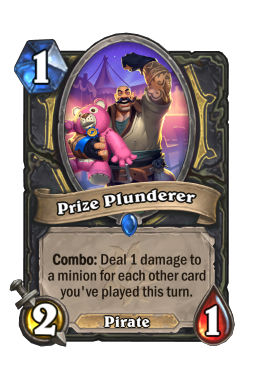 1
Prize Plunderer
Combo: Deal 1 damage to
a minion for each other card
you've played this turn.
2
Pirate
1